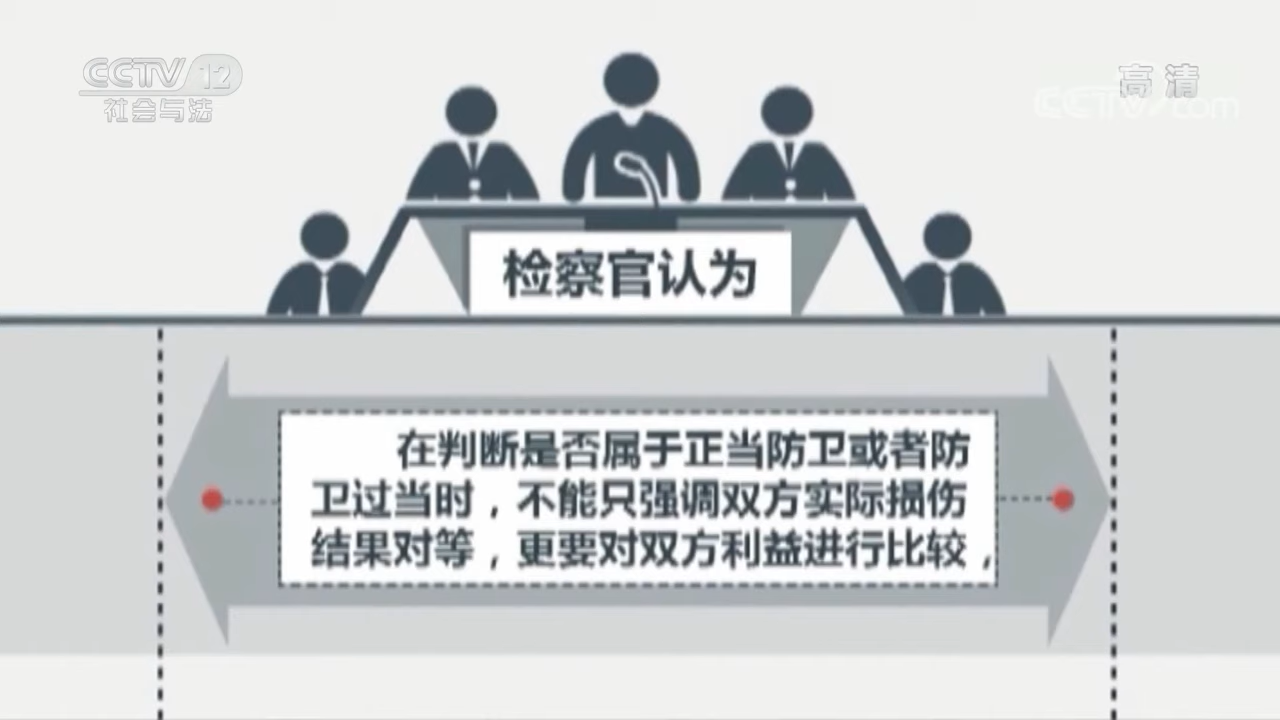 CCTV 12
社会与法
高清
CCTV.com
检察官认为
在判断是否属于正当防卫或者防
卫过当时，不能只强调双方实际损伤
结果对等，更要对双方利益进行比较，